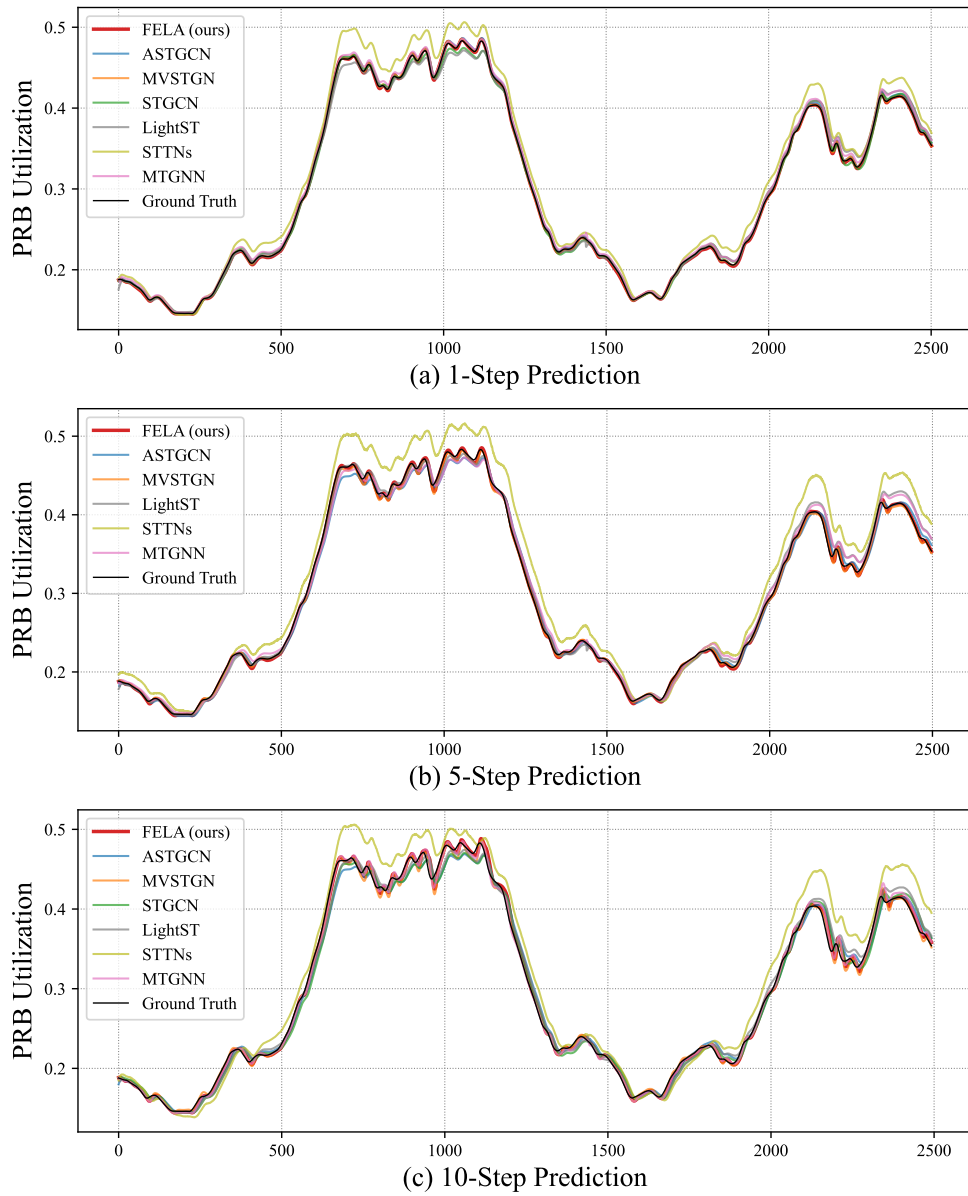 0.5
0.4
0.3
0.2
PRB Utilization
FELA (ours)
ASTGCN
MVSTGN
STGCN
LightST
STTNs
MTGNN
Ground Truth
0 500 1000 1500 2000 2500
(a) 1-Step Prediction
0.5
0.4
0.3
0.2
PRB Utilization
FELA (ours)
ASTGCN
MVSTGN
LightST
STTNs
MTGNN
Ground Truth
0 500 1000 1500 2000 2500
(b) 5-Step Prediction
0.5
0.4
0.3
0.2
PRB Utilization
FELA (ours)
ASTGCN
MVSTGN
STGCN
LightST
STTNs
MTGNN
Ground Truth
0 500 1000 1500 2000 2500
(c) 10-Step Prediction